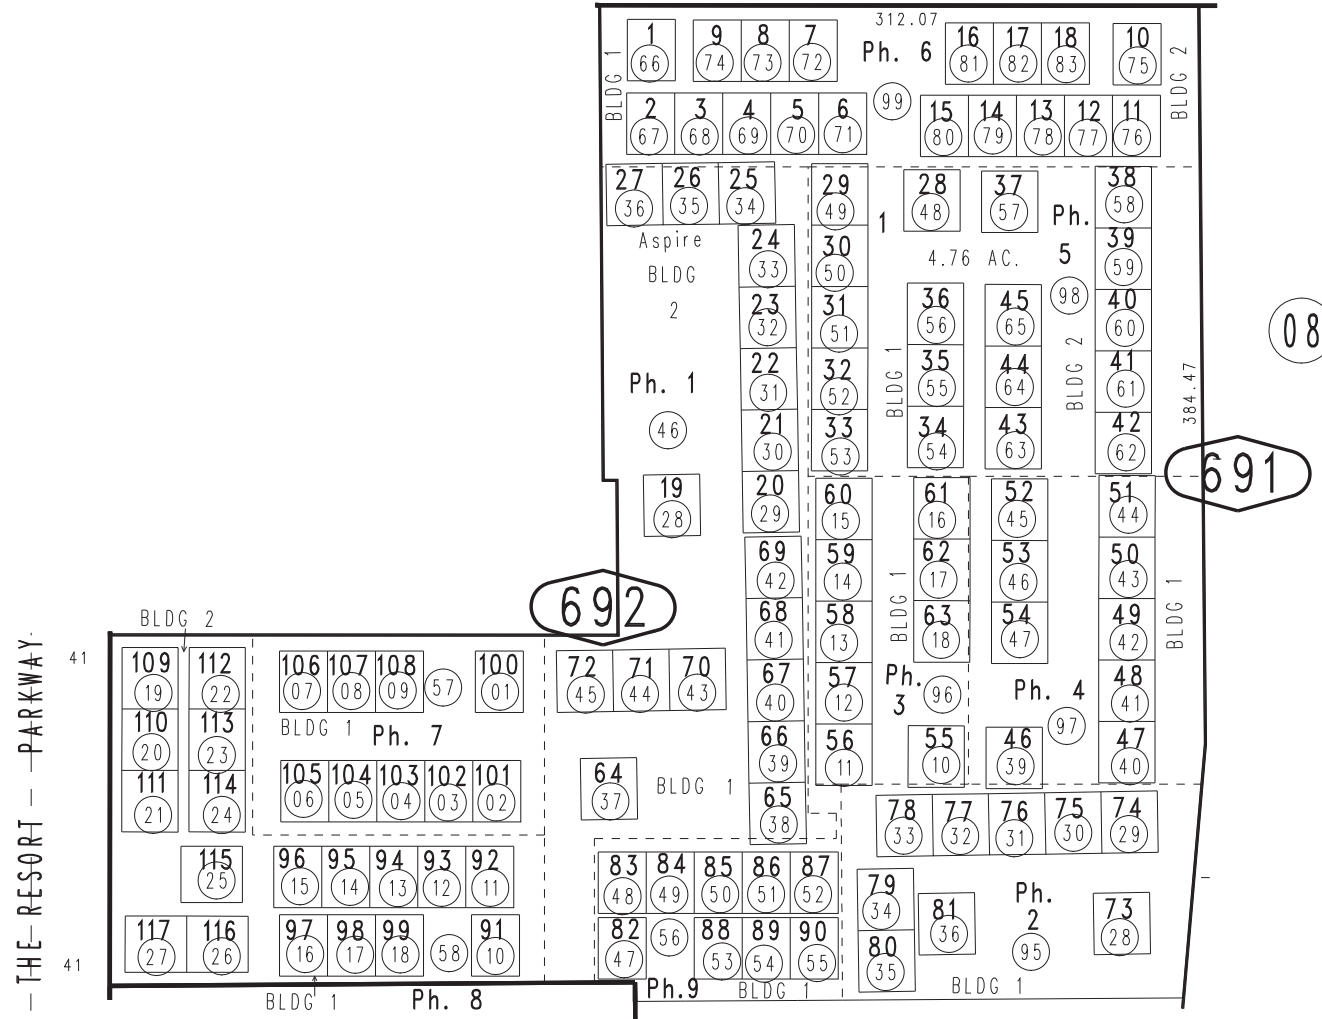 312.07
1 9 8 7 Ph. 6 16 17 18 10
66 74 73 72 81 82 83 75
BLDG 1
BLDG 2
99
2 3 4 5 6 15 14 13 12 11
67 68 69 70 71 80 79 78 77 76
27 26 25 29 28 37 38
36 35 34 49 48 57 58
1
Ph. 5
Aspire
BLDG
2
24 30 39
33 50 59
4.76 AC.
98
23 31 36 45 40
32 51 56 65 60
08
BLDG 1
BLDG 2
384.47
22 32 35 44 41
31 52 55 64 61
Ph. 1
46
21 33 34 43 42
30 53 54 63 62
691
19 20 60 61 52 51
28 29 15 16 45 44
69 59 62 53 50
42 14 17 46 43
BLDG 1
BLDG 1
692
68 58 63 54 49
41 13 18 47 42
BLDG 2
THE RESORT PARKWAY
41
109 112 106 107 108 100 72 71 70 67 57 48
19 22 07 08 09 57 01 45 44 43 40 12 41
Ph. 3
96
Ph. 4
97
110 113
20 23
BLDG 1 Ph. 7
66 56 55 46 47
39 11 10 39 40
111 114 105 104 103 102 101 64 BLDG 1 65
21 24 06 05 04 03 02 37 38
78 77 76 75 74
33 32 31 30 29
115 96 95 94 93 92 83 84 85 86 87
25 15 14 13 12 11 48 49 50 51 52
79 81 Ph. 2 73
34 36 95 28
117 116 97 98 99 91 82 88 89 90 80
27 26 16 17 18 58 10 47 56 53 54 55 35
41
BLDG 1 Ph. 8 Ph.9 BLDG 1 BLDG 1